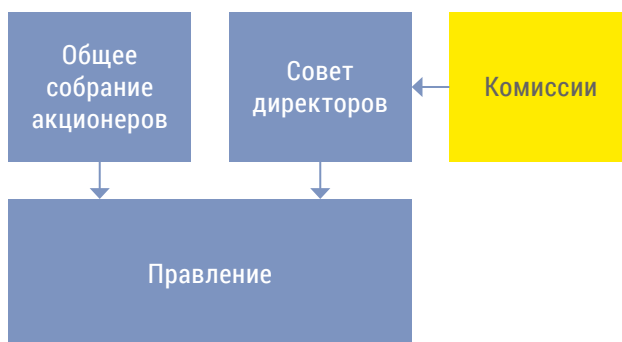 Общее
собрание
акционеров
Совет
директоров
Комиссии
Правление